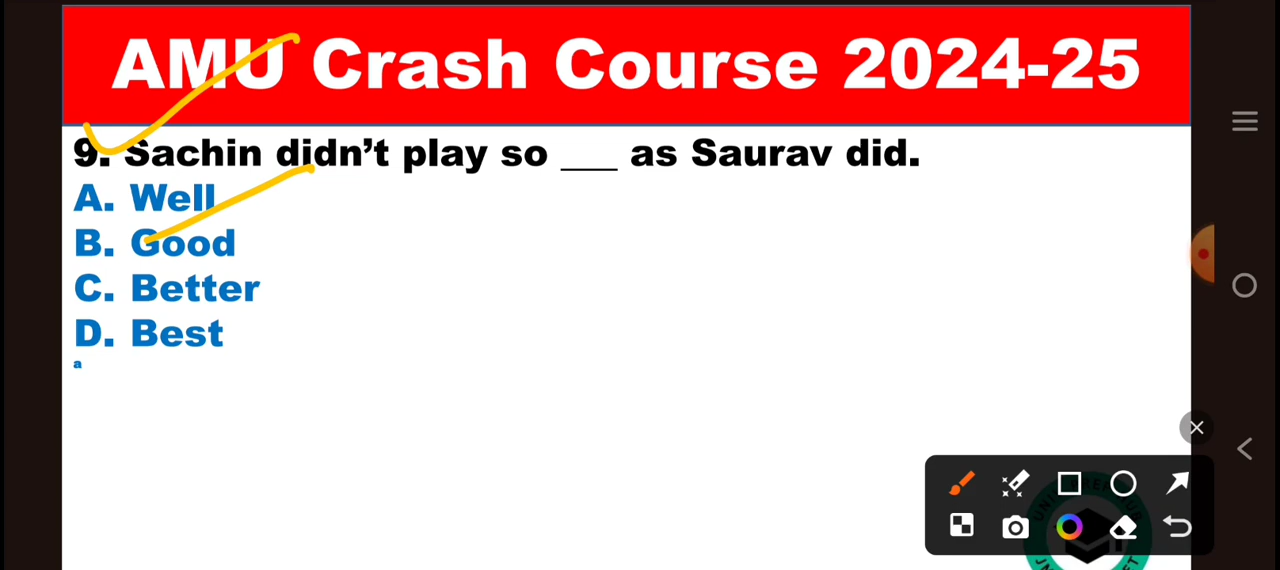 AMU Crash Course 2024-25
9. Sachin didn’t play so ___ as Saurav did.
A. Well
B. Good
C. Better
D. Best
a